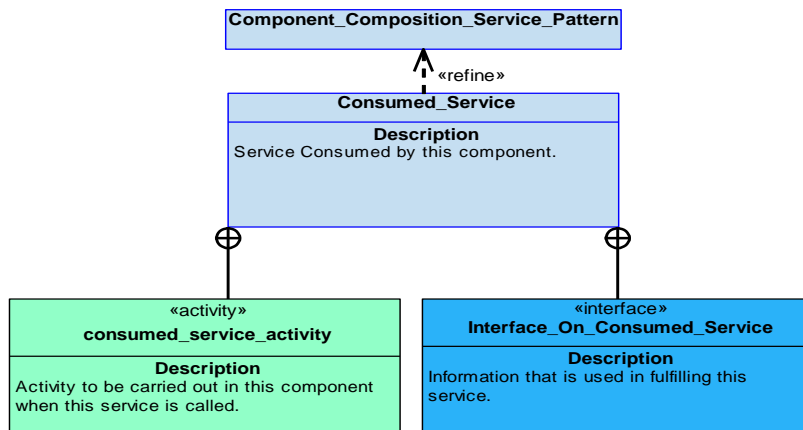 Component_Composition_Service_Pattern
«refine»
Consumed_Service
Description
Service Consumed by this component.
«activity»
consumed_service_activity
Description
Activity to be carried out in this component
when this service is called.
«interface»
Interface_On_Consumed_Service
Description
Information that is used in fulfilling this
service.